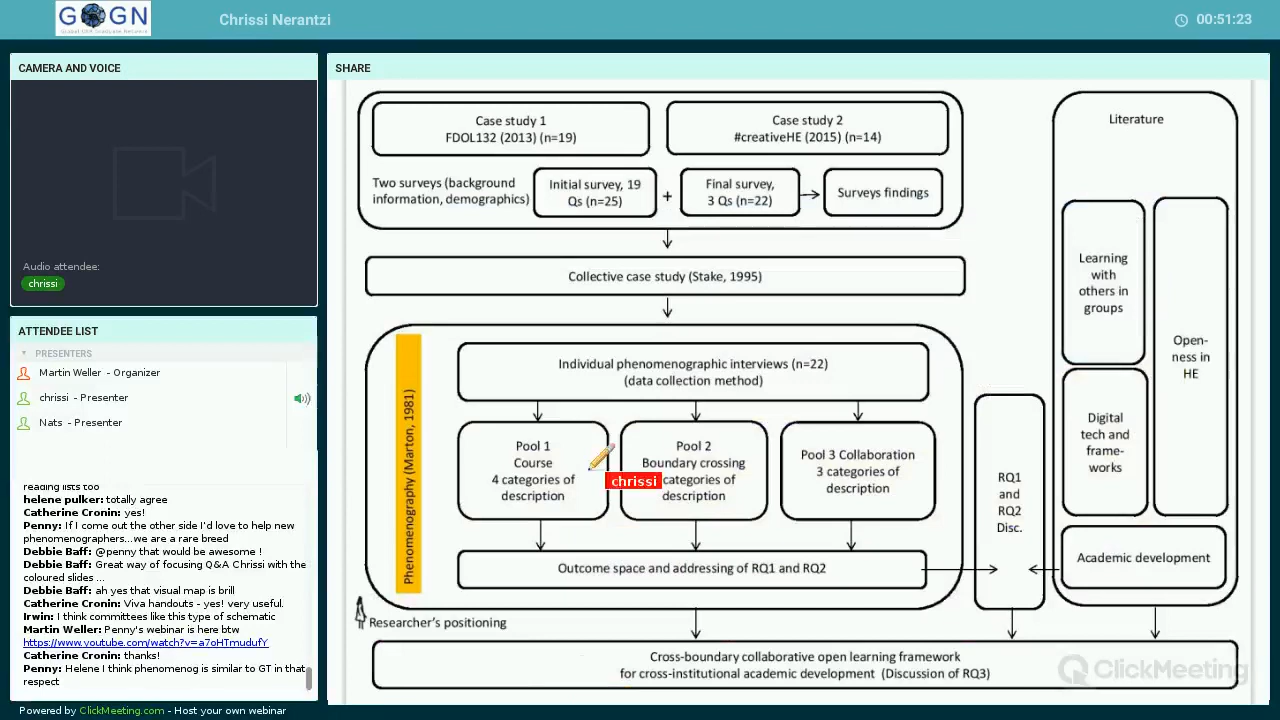 GOGN
Global OER Graduate Network
Chrissi Nerantzi
00:51:23
CAMERA AND VOICE
Audio attendee:
chrissi
ATTENDEE LIST
PRESENTERS
Martin Weller - Organizer
chrissi - Presenter
Nats - Presenter
reading lists too
helene pulker: totally agree
Catherine Cronin: yes!
Penny: If I come out the other side I'd love to help new
phenomenographers...we are a rare breed
Debbie Baff: @penny that would be awesome !
Debbie Baff: Great way of focusing Q&A Chrissi with the
coloured slides ...
Debbie Baff: ah yes that visual map is brill
Catherine Cronin: Viva handouts - yes! very useful.
Irwin: I think committees like this type of schematic
Martin Weller: Penny's webinar is here btw
https://www.youtube.com/watch?v=a7oHTmudufY
Catherine Cronin: thanks!
Penny: Helene I think phenomenog is similar to GT in that
respect
Powered by ClickMeeting.com - Host your own webinar
SHARE
Case study 1
FDOL132 (2013) (n=19)
Case study 2
#creativeHE (2015) (n=14)
Two surveys (background
information, demographics)
Initial survey, 19
Qs (n=25)
+
Final survey,
3 Qs (n=22)
Surveys findings
Collective case study (Stake, 1995)
Phenomenography (Marton, 1981)
Individual phenomenographic interviews (n=22)
(data collection method)
Pool 1
Course
4 categories of
description
Pool 2
Boundary crossing
categories of
description
chrissi
Pool 3 Collaboration
3 categories of
description
Outcome space and addressing of RQ1 and RQ2
Researcher's positioning
RQ1
and
RQ2
Disc.
Literature
Learning
with
others in
groups
Digital
tech and
frame-
works
Open-
ness in
HE
Academic development
Cross-boundary collaborative open learning framework
for cross-institutional academic development (Discussion of RQ3)
ClickMeeting